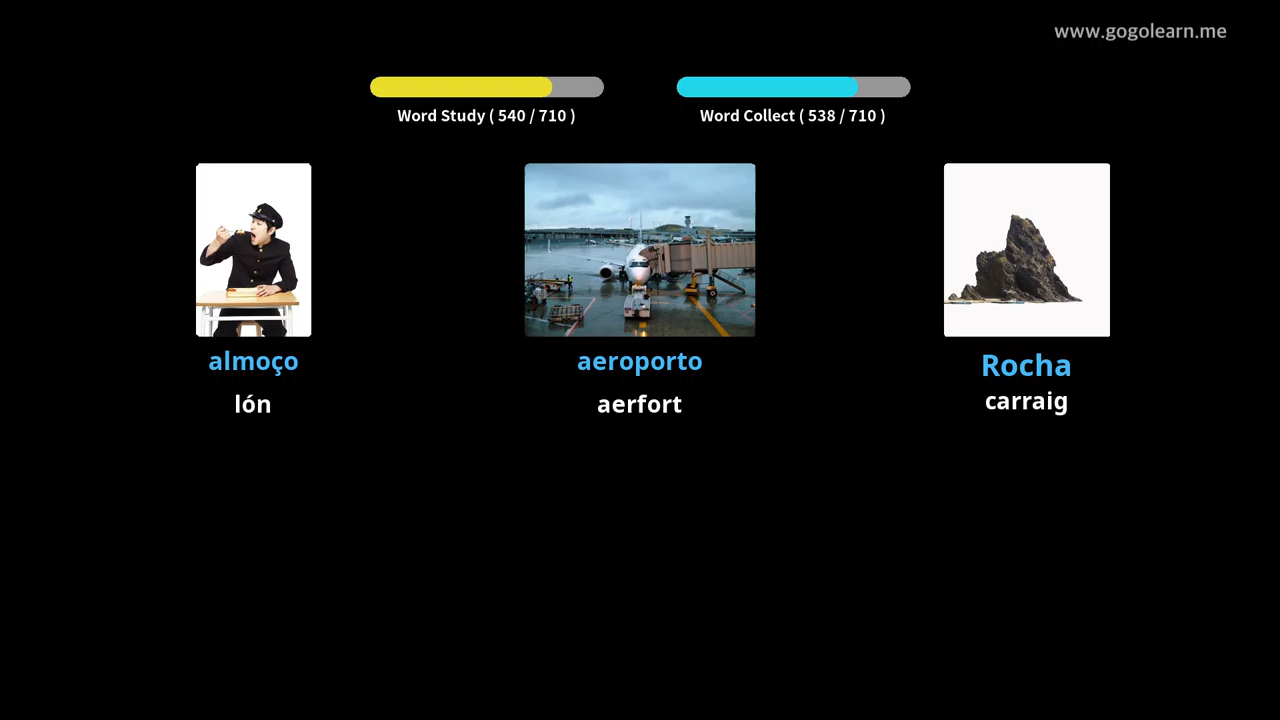 www.gogolearn.me
Word Study ( 540 / 710 )
Word Collect ( 538 / 710 )
almoço
lón
aeroporto
aerfort
Rocha
carraig